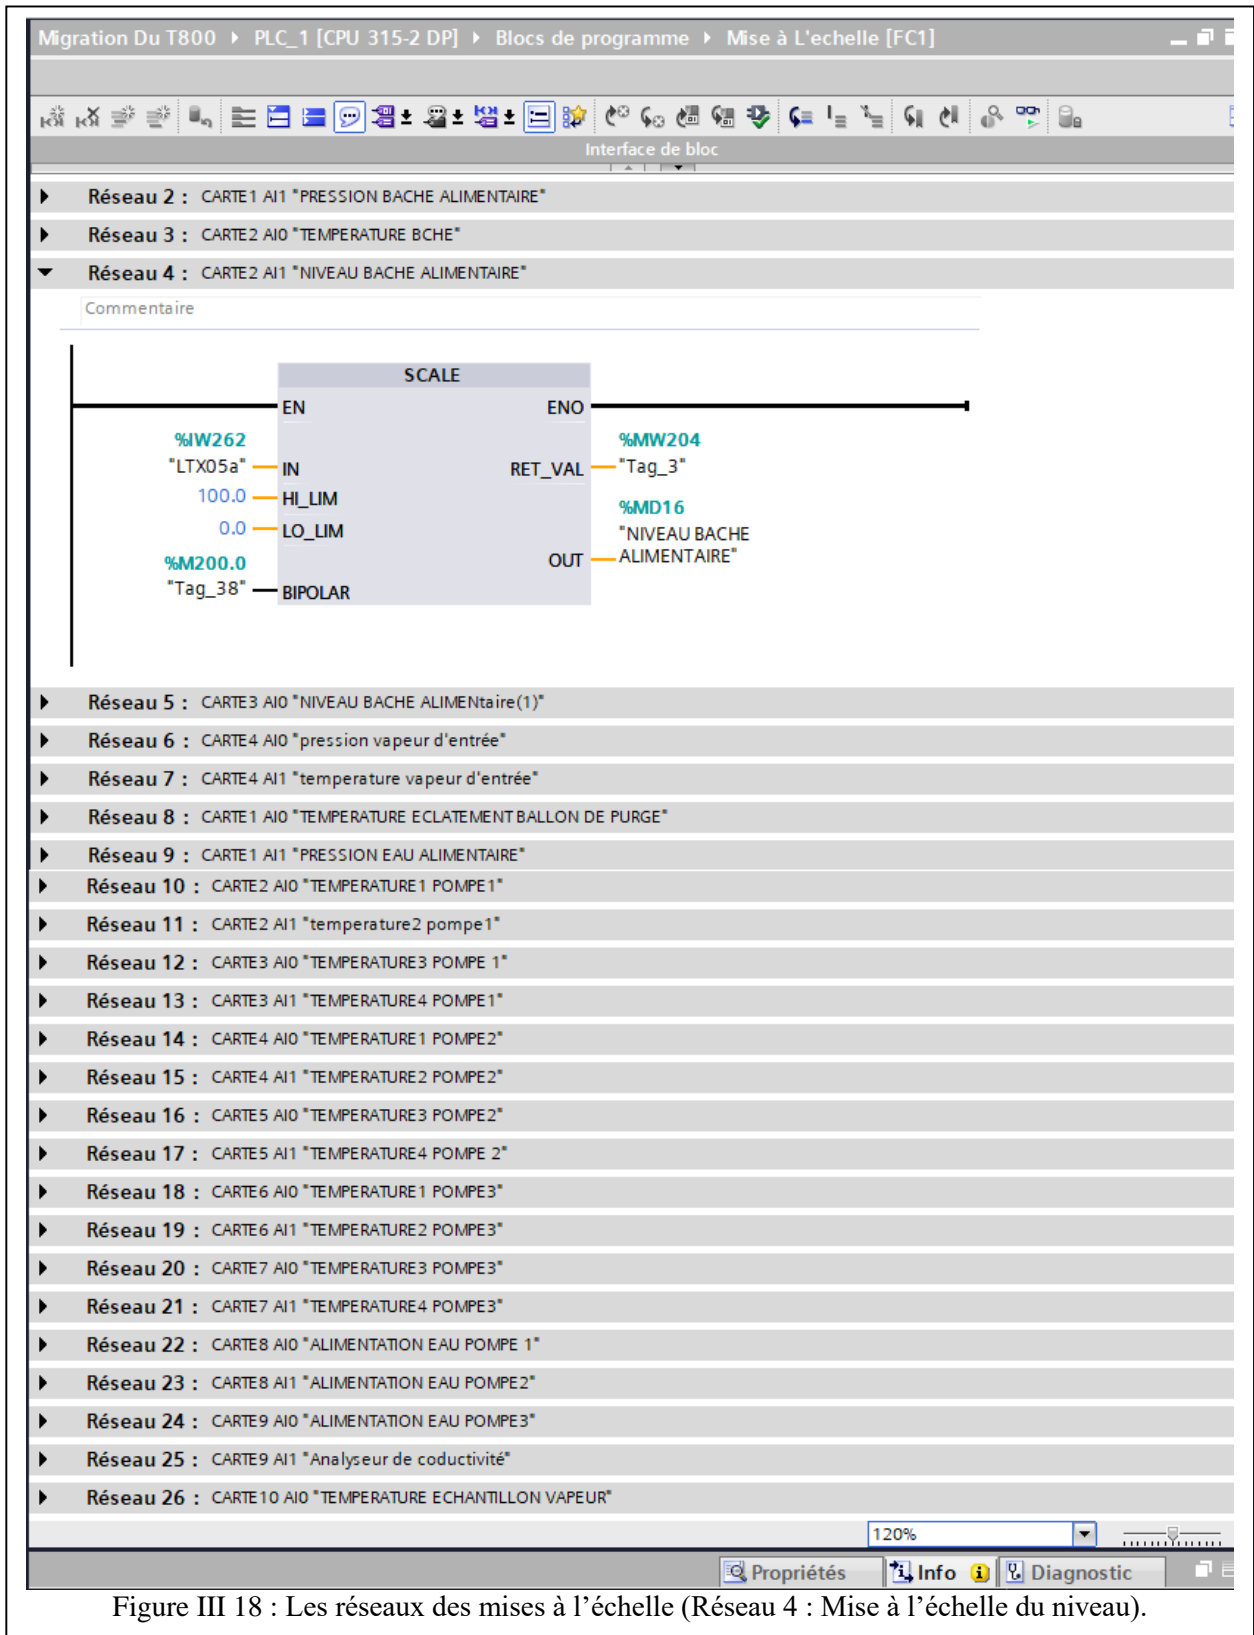 Migration Du T800 ▸ PLC_1 [CPU 315-2 DP] ▸ Blocs de programme ▸ Mise à L'echelle [FC1]
Interface de bloc
Réseau 2 : CARTE1 AI1 "PRESSION BACHE ALIMENTAIRE"
Réseau 3 : CARTE2 AI0 "TEMPERATURE BCHE"
Réseau 4 : CARTE2 AI1 "NIVEAU BACHE ALIMENTAIRE"
Commentaire
SCALE
EN ENO
%IW262 %MW204
"LTX05a" IN RET_VAL "Tag_3"
100.0 HI_LIM %MD16
0.0 LO_LIM "NIVEAU BACHE
%M200.0 OUT ALIMENTAIRE"
"Tag_38" BIPOLAR
Réseau 5 : CARTE3 AI0 "NIVEAU BACHE ALIMENtaire(1)"
Réseau 6 : CARTE4 AI0 "pression vapeur d'entrée"
Réseau 7 : CARTE4 AI1 "temperature vapeur d'entrée"
Réseau 8 : CARTE1 AI0 "TEMPERATURE ECLATEMENT BALLON DE PURGE"
Réseau 9 : CARTE1 AI1 "PRESSION EAU ALIMENTAIRE"
Réseau 10 : CARTE2 AI0 "TEMPERATURE1 POMPE1"
Réseau 11 : CARTE2 AI1 "temperature2 pompe1"
Réseau 12 : CARTE3 AI0 "TEMPERATURE3 POMPE 1"
Réseau 13 : CARTE3 AI1 "TEMPERATURE4 POMPE1"
Réseau 14 : CARTE4 AI0 "TEMPERATURE1 POMPE2"
Réseau 15 : CARTE4 AI1 "TEMPERATURE2 POMPE2"
Réseau 16 : CARTE5 AI0 "TEMPERATURE3 POMPE2"
Réseau 17 : CARTE5 AI1 "TEMPERATURE4 POMPE 2"
Réseau 18 : CARTE6 AI0 "TEMPERATURE1 POMPE3"
Réseau 19 : CARTE6 AI1 "TEMPERATURE2 POMPE3"
Réseau 20 : CARTE7 AI0 "TEMPERATURE3 POMPE3"
Réseau 21 : CARTE7 AI1 "TEMPERATURE4 POMPE3"
Réseau 22 : CARTE8 AI0 "ALIMENTATION EAU POMPE 1"
Réseau 23 : CARTE8 AI1 "ALIMENTATION EAU POMPE2"
Réseau 24 : CARTE9 AI0 "ALIMENTATION EAU POMPE3"
Réseau 25 : CARTE9 AI1 "Analyseur de coductivité"
Réseau 26 : CARTE10 AI0 "TEMPERATURE ECHANTILLON VAPEUR"
120%
Propriétés Info Diagnostic
Figure III 18 : Les réseaux des mises à l'échelle (Réseau 4 : Mise à l'échelle du niveau).